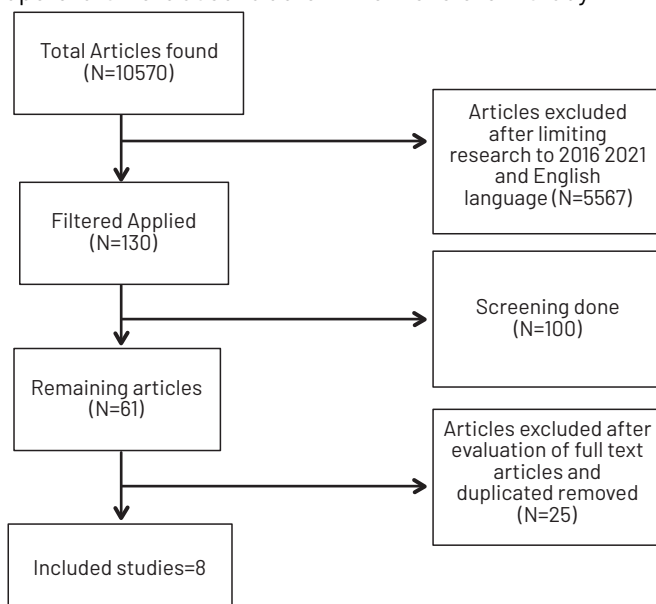 Total Articles found
(N=10570)
Articles excluded
after limiting
research to 2016 2021
and English
language (N=5567)
Filtered Applied
(N=130)
Screening done
(N=100)
Remaining articles
(N=61)
Articles excluded after
evaluation of full text
articles and
duplicated removed
(N=25)
Included studies=8